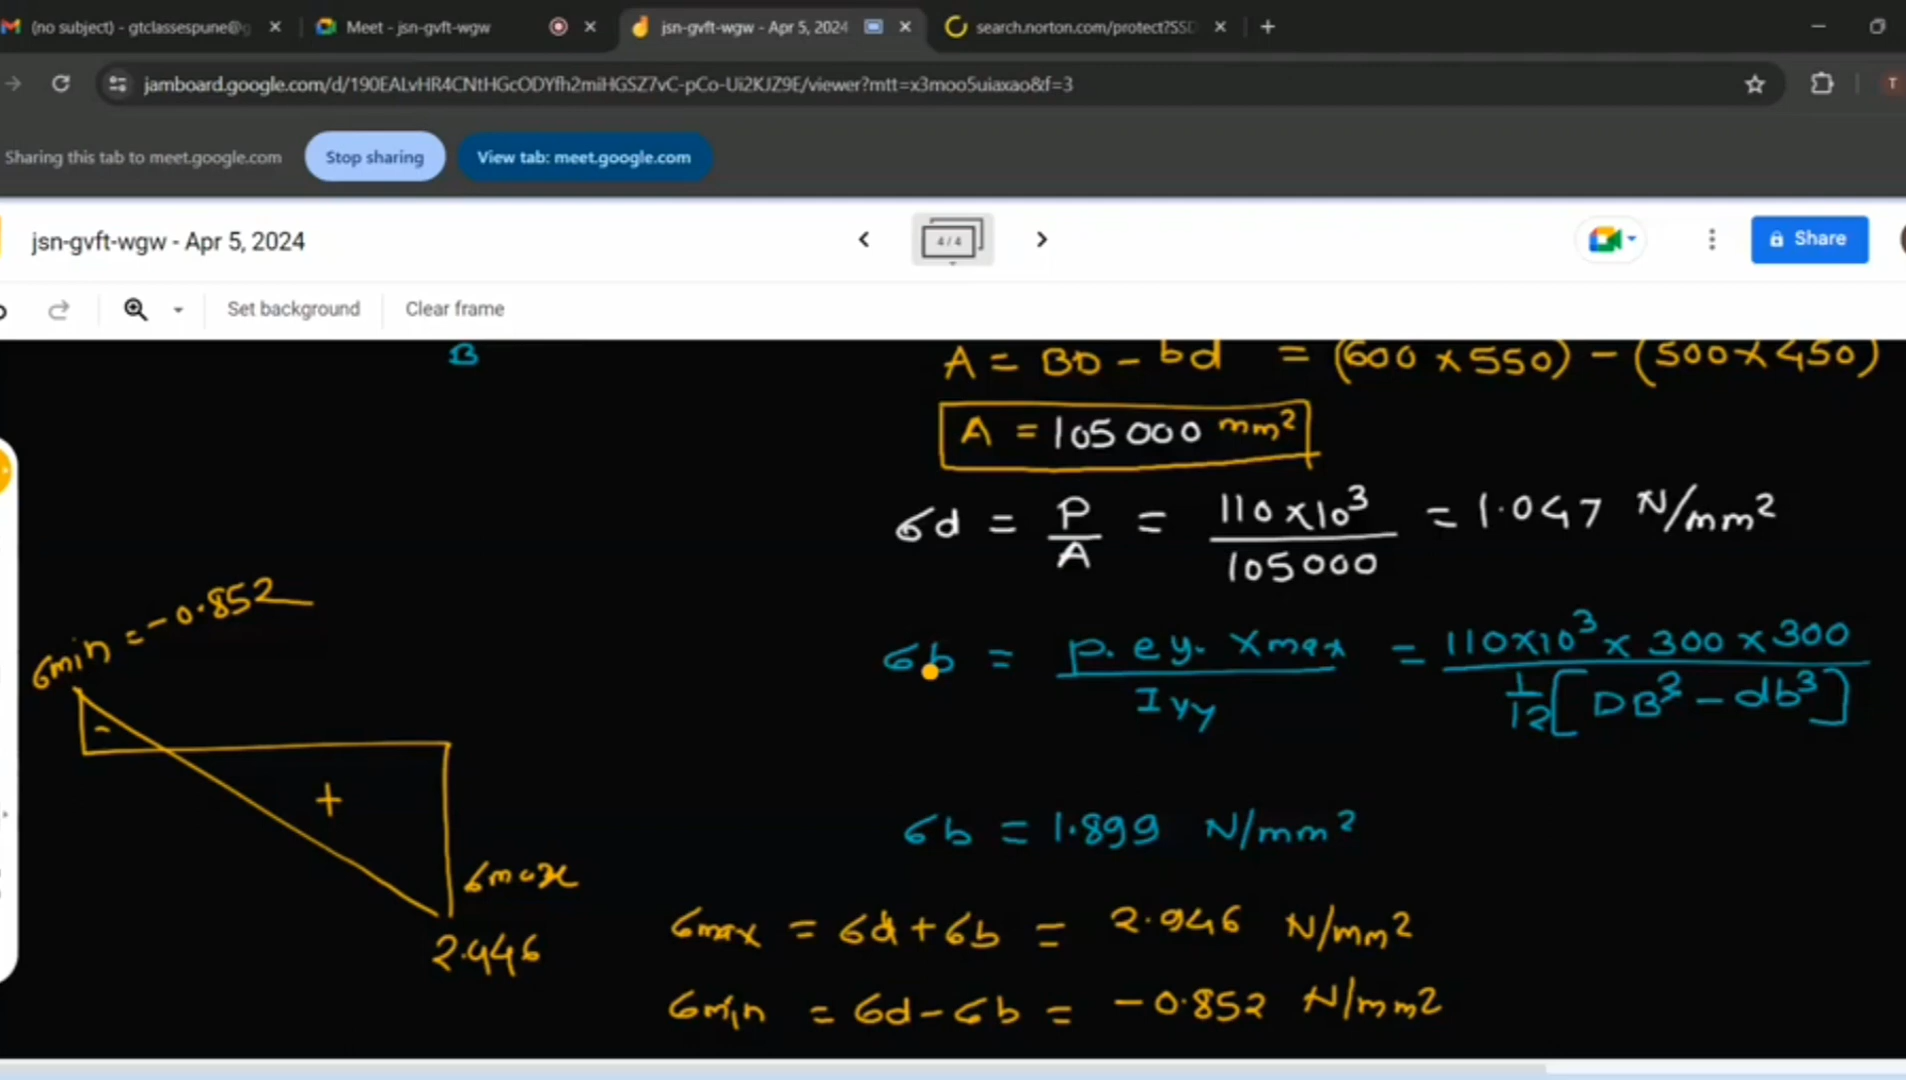 (no subject) - gtclassespune@g
Meet - jsn-gvft-wgw
jsn-gvft-wgw - Apr 5, 2024
search.norton.com/protect?SSD
jamboard.google.com/d/190EALvHR4CNtHGcODYfh2miHGSZ7vC-pCo-Ui2KJZ9E/viewer?mtt=x3moo5uiaxao&f=3
T
Sharing this tab to meet.google.com
Stop sharing
View tab: meet.google.com
jsn-gvft-wgw - Apr 5, 2024
4 / 4
Share
Set background
Clear frame
B
A = BD - bd = (600 x 550) - (500 x 450)
A = 105000 mm²
σd = P/A = 110 x 10³/105000 = 1.047 N/mm²
σmin = -0.852
σb = P. ey. Xmax/Iyy = 110x10³ x 300 x 300/1/12[DB³ - db³]
-
+
σb = 1.899 N/mm²
σmax
2.946
σmax = σd + σb = 2.946 N/mm²
σmin = σd - σb = -0.852 N/mm2